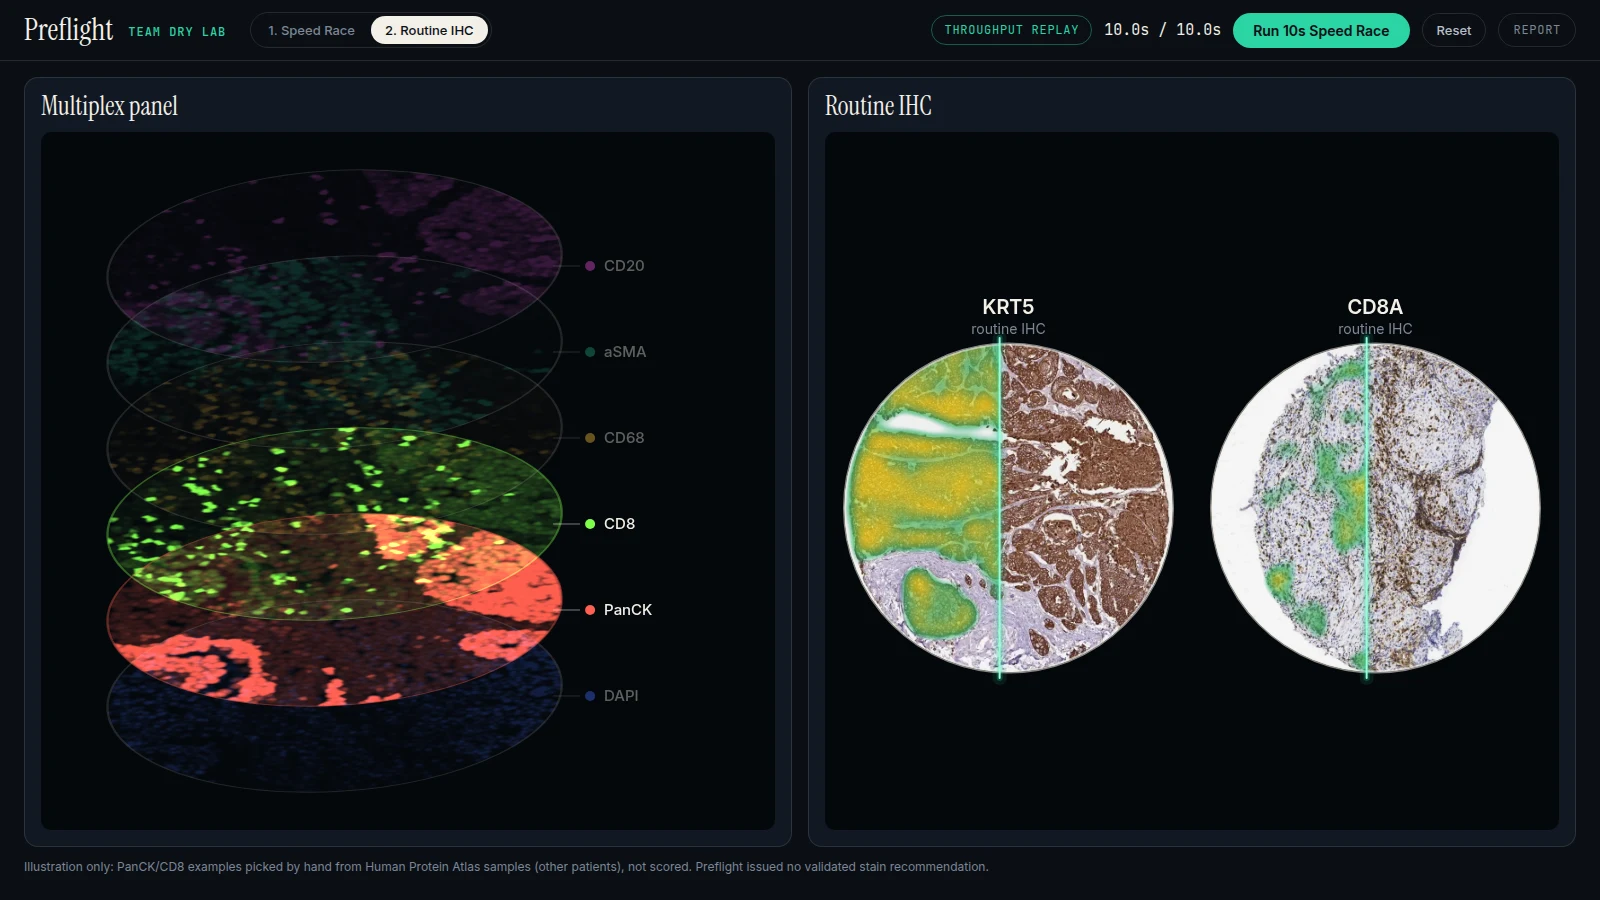 Preflight TEAM DRY LAB 1. Speed Race 2. Routine IHC THROUGHPUT REPLAY 10.0s / 10.0s Run 10s Speed Race Reset REPORT
Multiplex panel
CD20
aSMA
CD68
CD8
PanCK
DAPI
Routine IHC
KRT5
routine IHC
CD8A
routine IHC
Illustration only: PanCK/CD8 examples picked by hand from Human Protein Atlas samples (other patients), not scored. Preflight issued no validated stain recommendation.